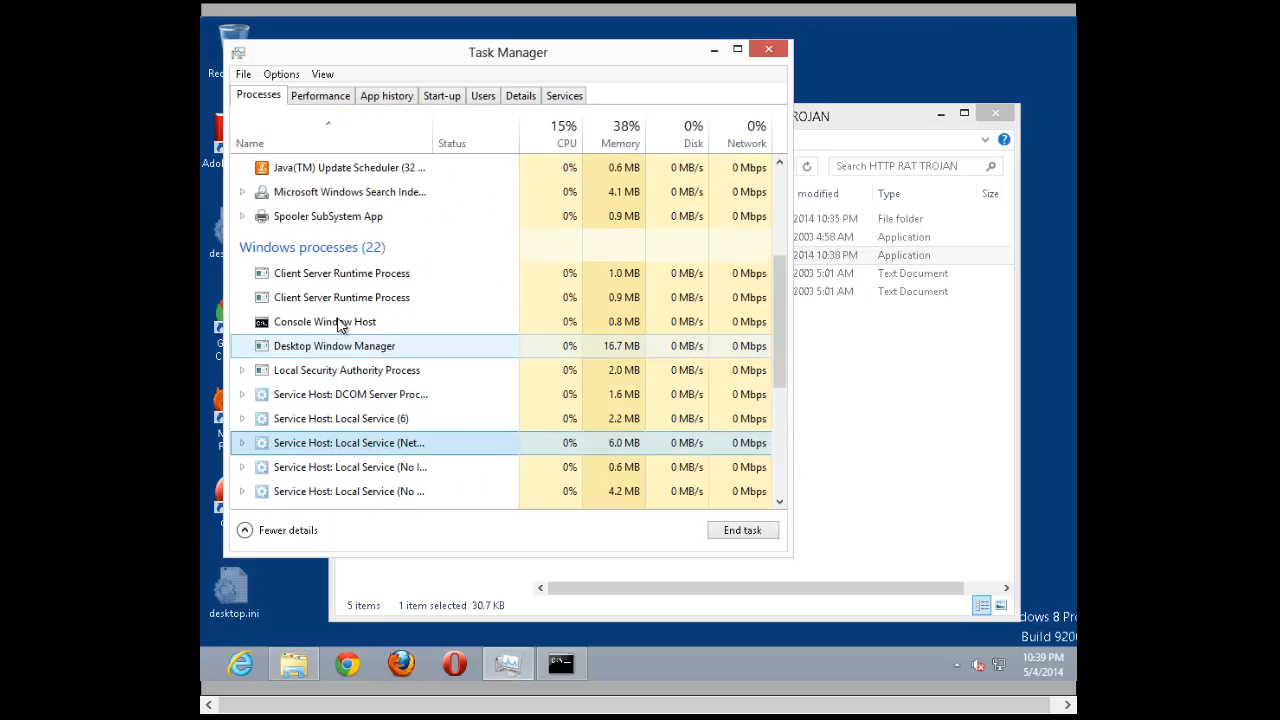 Task Manager
File Options View
Processes Performance App history Start-up Users Details Services
15% 38% 0% 0%
Name Status CPU Memory Disk Network
Java(TM) Update Scheduler (32 ... 0% 0.6 MB 0 MB/s 0 Mbps
Microsoft Windows Search Inde... 0% 4.1 MB 0 MB/s 0 Mbps
Spooler SubSystem App 0% 0.9 MB 0 MB/s 0 Mbps
Windows processes (22)
Client Server Runtime Process 0% 1.0 MB 0 MB/s 0 Mbps
Client Server Runtime Process 0% 0.9 MB 0 MB/s 0 Mbps
Console Window Host 0% 0.8 MB 0 MB/s 0 Mbps
Desktop Window Manager 0% 16.7 MB 0 MB/s 0 Mbps
Local Security Authority Process 0% 2.0 MB 0 MB/s 0 Mbps
Service Host: DCOM Server Proc... 0% 1.6 MB 0 MB/s 0 Mbps
Service Host: Local Service (6) 0% 2.2 MB 0 MB/s 0 Mbps
Service Host: Local Service (Net... 0% 6.0 MB 0 MB/s 0 Mbps
Service Host: Local Service (No I... 0% 0.6 MB 0 MB/s 0 Mbps
Service Host: Local Service (No ... 0% 4.2 MB 0 MB/s 0 Mbps
Fewer details
End task
ROJAN
Search HTTP RAT TROJAN
modified Type Size
2014 10:35 PM File folder
2003 4:58 AM Application
2014 10:38 PM Application
2003 5:01 AM Text Document
2003 5:01 AM Text Document
5 items 1 item selected 30.7 KB
Rec
Ado
des
G
C
desktop.ini
dows 8 Pro
Build 9200
10:39 PM
5/4/2014